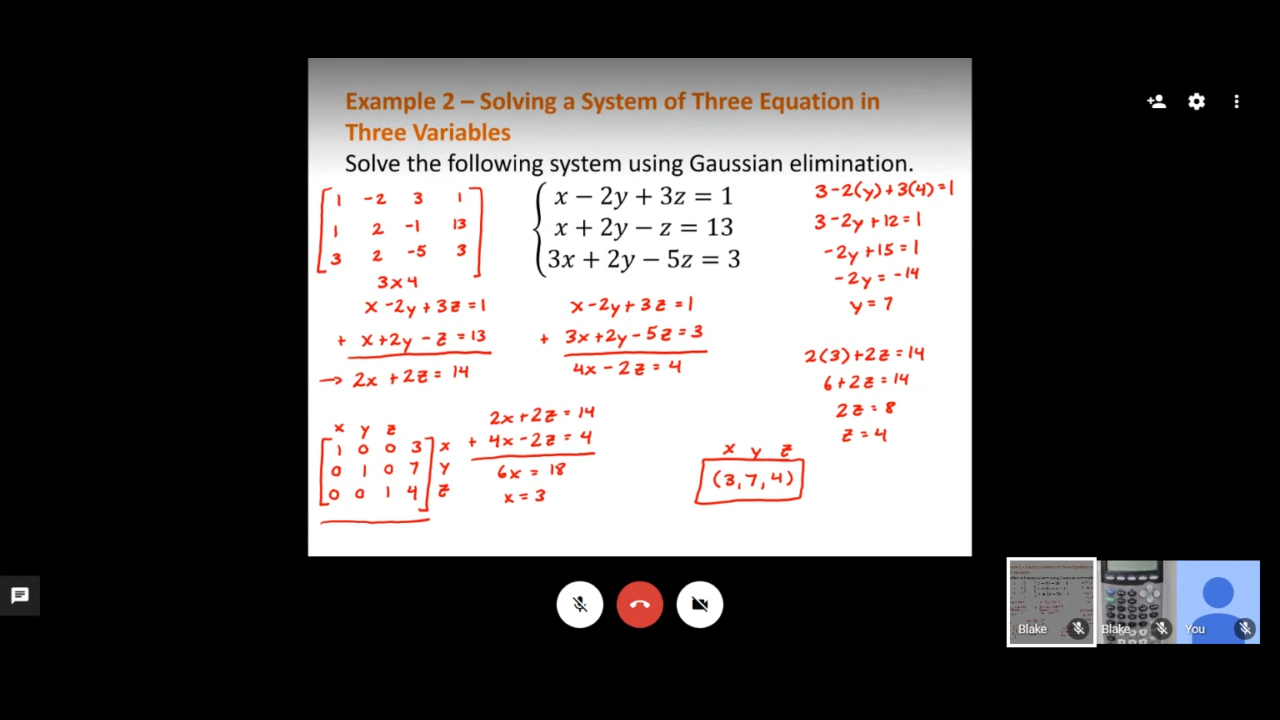 Example 2 – Solving a System of Three Equation in
Three Variables
Solve the following system using Gaussian elimination.
1 -2 3 1
1 2 -1 13
3 2 -5 3
3x4
x − 2y + 3z = 1
x + 2y − z = 13
3x + 2y − 5z = 3
3-2(y)+3(4)=1
3-2y+12=1
-2y+15=1
-2y=-14
y=7
x-2y+3z=1
+ x+2y-z=13
→ 2x+2z=14
x-2y+3z=1
+ 3x+2y-5z=3
4x-2z=4
2(3)+2z=14
6+2z=14
2z=8
z=4
x y z
1 0 0 3 x
0 1 0 7 y
0 0 1 4 z
2x+2z=14
+ 4x-2z=4
6x=18
x=3
x y z
(3,7,4)
Blake
Blake
You